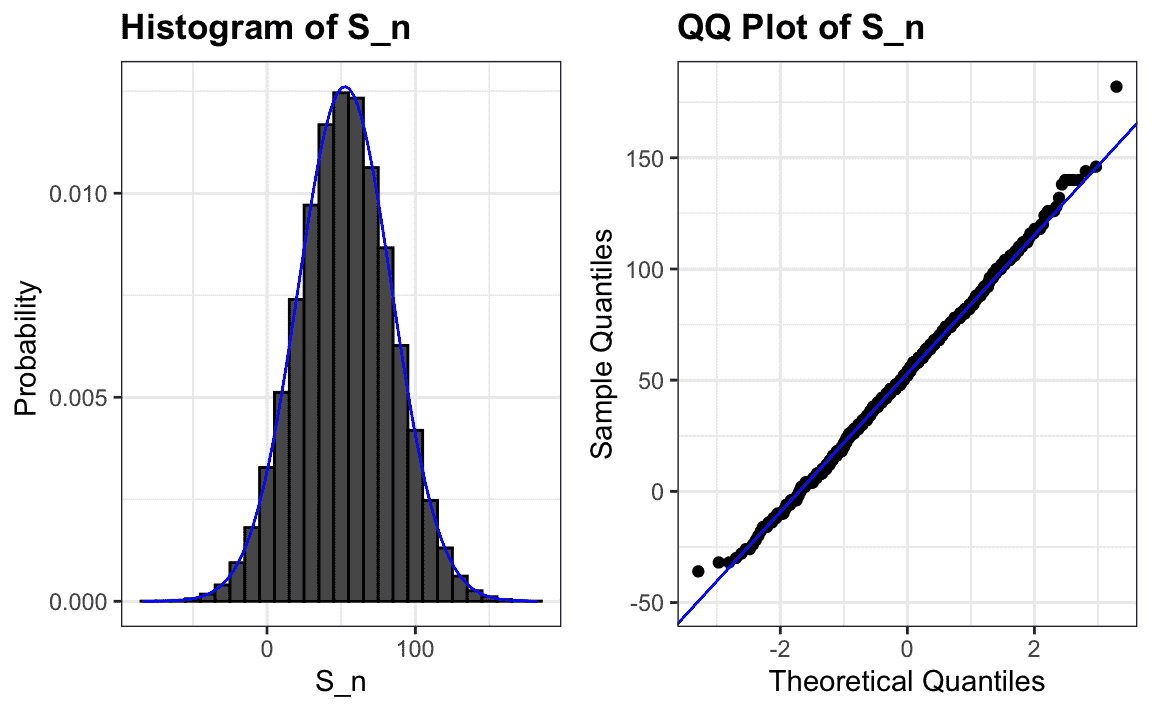 Histogram of S_n
Probability
0.010
0.005
0.000
0
100
S_n
QQ Plot of S_n
Sample Quantiles
150
100
50
0
-50
-2
0
2
Theoretical Quantiles